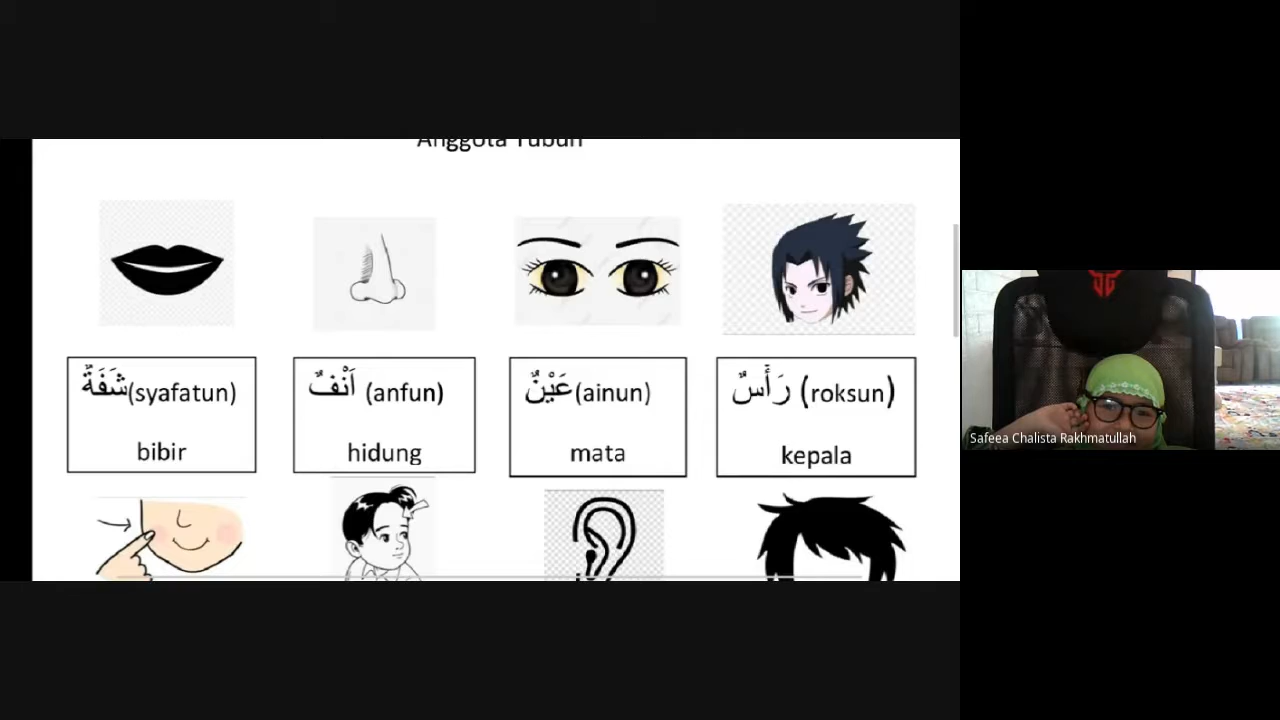 Anggota Tubuh
شَفَةٌ(syafatun)
bibir
اَنْفٌ (anfun)
hidung
عَيْنٌ(ainun)
mata
رَأْسٌ (roksun)
kepala
Safeea Chalista Rakhmatullah